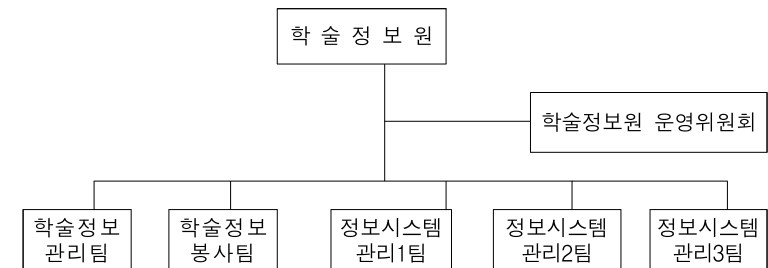 학 술 정 보 원
학술정보원 운영위원회
학술정보
관리팀
학술정보
봉사팀
정보시스템
관리1팀
정보시스템
관리2팀
정보시스템
관리3팀